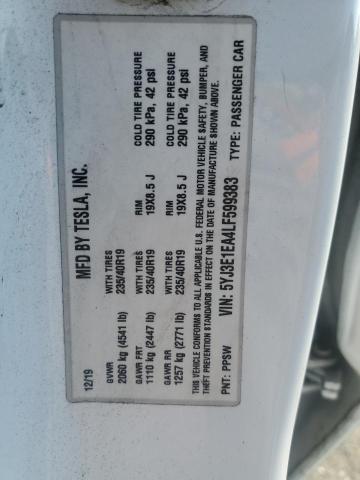 MFD BY TESLA, INC.
12/19
GVWR WITH TIRES RIM COLD TIRE PRESSURE
2060 kg (4541 lb) 235/40R19 19X8.5 J 290 kPa, 42 psi
GAWR FRT WITH TIRES RIM COLD TIRE PRESSURE
1110 kg (2447 lb) 235/40R19 19X8.5 J 290 kPa, 42 psi
GAWR RR
1257 kg (2771 lb) 235/40R19 19X8.5 J
THIS VEHICLE CONFORMS TO ALL APPLICABLE U.S. FEDERAL MOTOR VEHICLE SAFETY, BUMPER, AND
THEFT PREVENTION STANDARDS IN EFFECT ON THE DATE OF MANUFACTURE SHOWN ABOVE.
PNT: PPSW VIN: 5YJ3E1EA4LF599383 TYPE: PASSENGER CAR